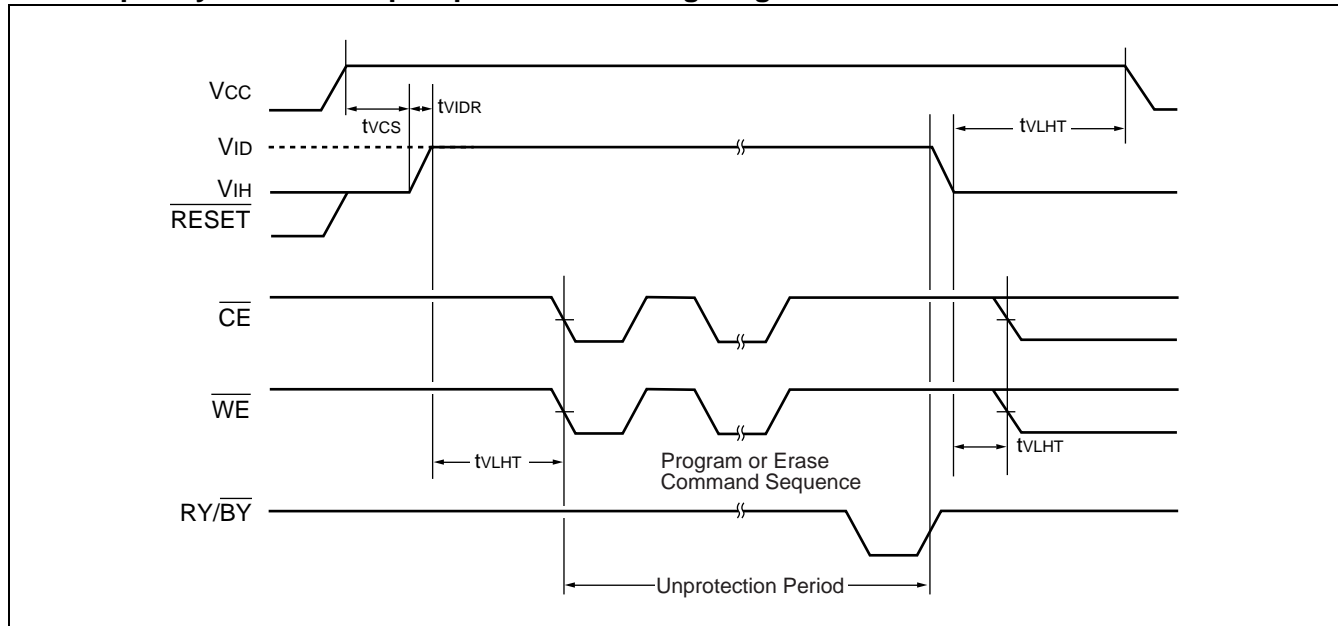 VCC
tVIDR
tVCS
tVLHT
VID
VIH
RESET
CE
WE
tVLHT
Program or Erase
Command Sequence
tVLHT
RY/BY
Unprotection Period